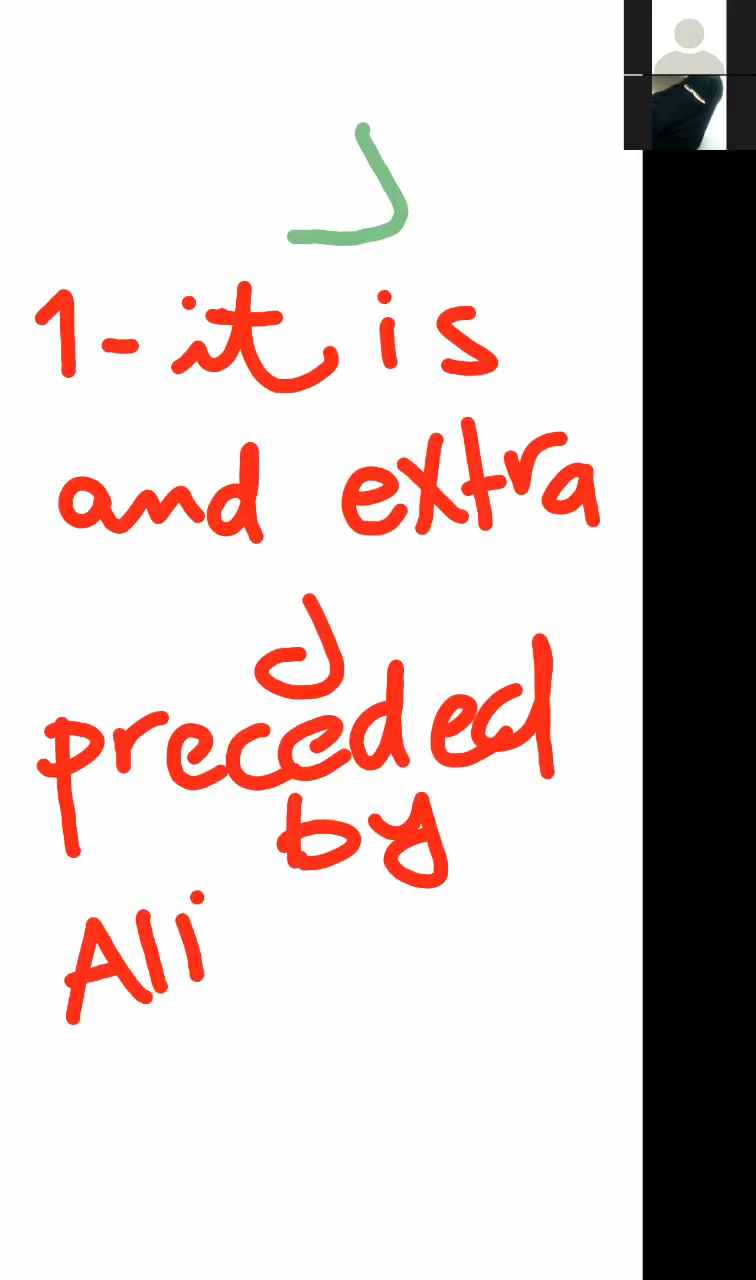 د
1- it is
and extra
د
preceded
by
Ali